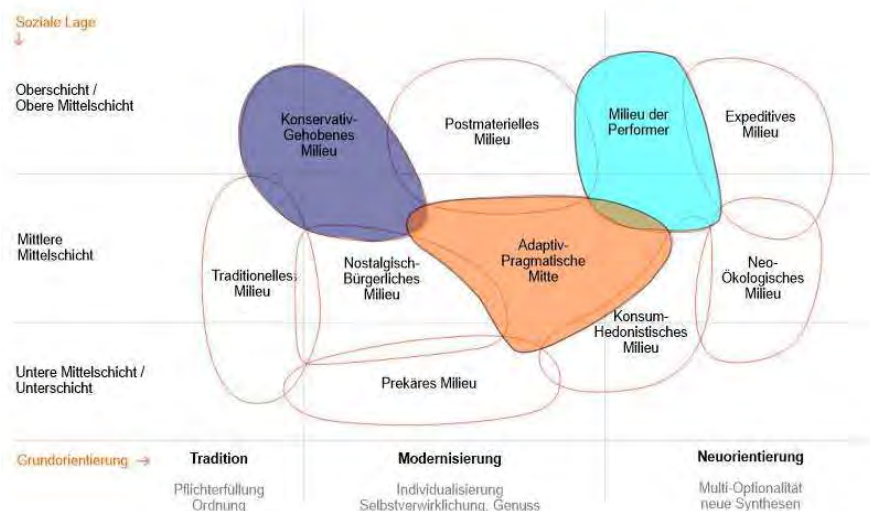 Soziale Lage
↓
Oberschicht /
Obere Mittelschicht
Konservativ-
Gehobenes
Milieu
Postmaterielles
Milieu
Milieu der
Performer
Expeditives
Milieu
Mittlere
Mittelschicht
Traditionelles
Milieu
Nostalgisch-
Bürgerliches
Milieu
Adaptiv-
Pragmatische
Mitte
Neo-
Ökologisches
Milieu
Konsum-
Hedonistisches
Milieu
Untere Mittelschicht /
Unterschicht
Prekäres Milieu
Grundorientierung →
Tradition
Modernisierung
Neuorientierung
Pflichterfüllung
Ordnung
Individualisierung
Selbstverwirklichung, Genuss
Multi-Optionalität
neue Synthesen